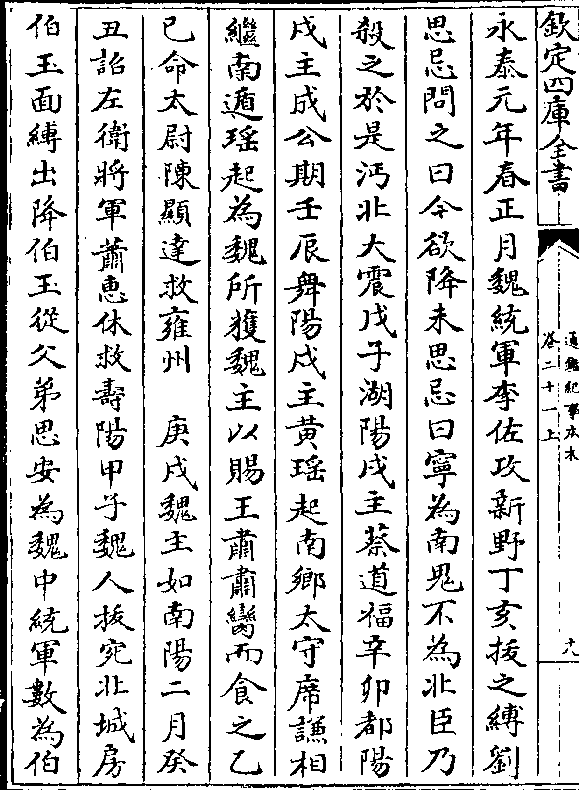 欽定四庫全書
通鑑紀事本末
卷二十一上
十九
永泰元年春正月魏統軍李佐攻新野丁亥拔之縛劉
思忌問之曰今欲降未思忌曰寧為南鬼不為北臣乃
殺之於是沔北大震戊子湖陽戍主蔡道福辛卯都陽
戍主成公期壬辰舞陽戍主黄瑶起南鄉太守席謙相
繼南遁瑶起為魏所獲魏主以賜王肅肅臠而食之乙
巳命太尉陳顯達救雍州　庚戌魏主如南陽二月癸
丑詔左衛將軍蕭惠休救壽陽甲子魏人拔宛北城房
伯玉面縛出降伯玉從父弟思安為魏中統軍數為伯